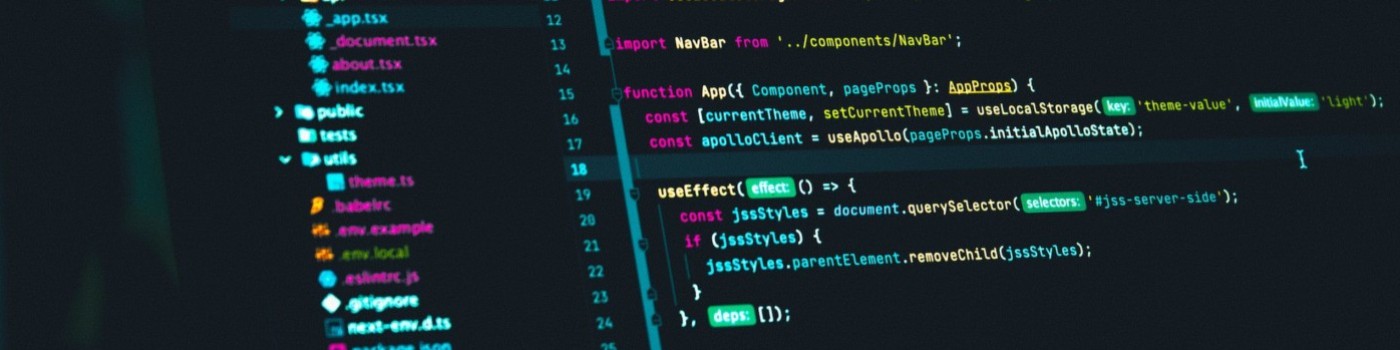 _app.tsx
_document.tsx
about.tsx
index.tsx
public
tests
utils
theme.ts
.babelrc
.env.example
.env.local
.eslintrc.js
.gitignore
next-env.d.ts
package.json
12
13 import NavBar from '../components/NavBar';
14
15 function App({ Component, pageProps }: AppProps) {
16 const [currentTheme, setCurrentTheme] = useLocalStorage( key: 'theme-value', initialValue: 'light');
17 const apolloClient = useApollo(pageProps.initialApolloState);
18
19 useEffect( effect: () => {
20 const jssStyles = document.querySelector( selectors: '#jss-server-side');
21 if (jssStyles) {
22 jssStyles.parentElement.removeChild(jssStyles);
23 }
24 }, deps: []);
25